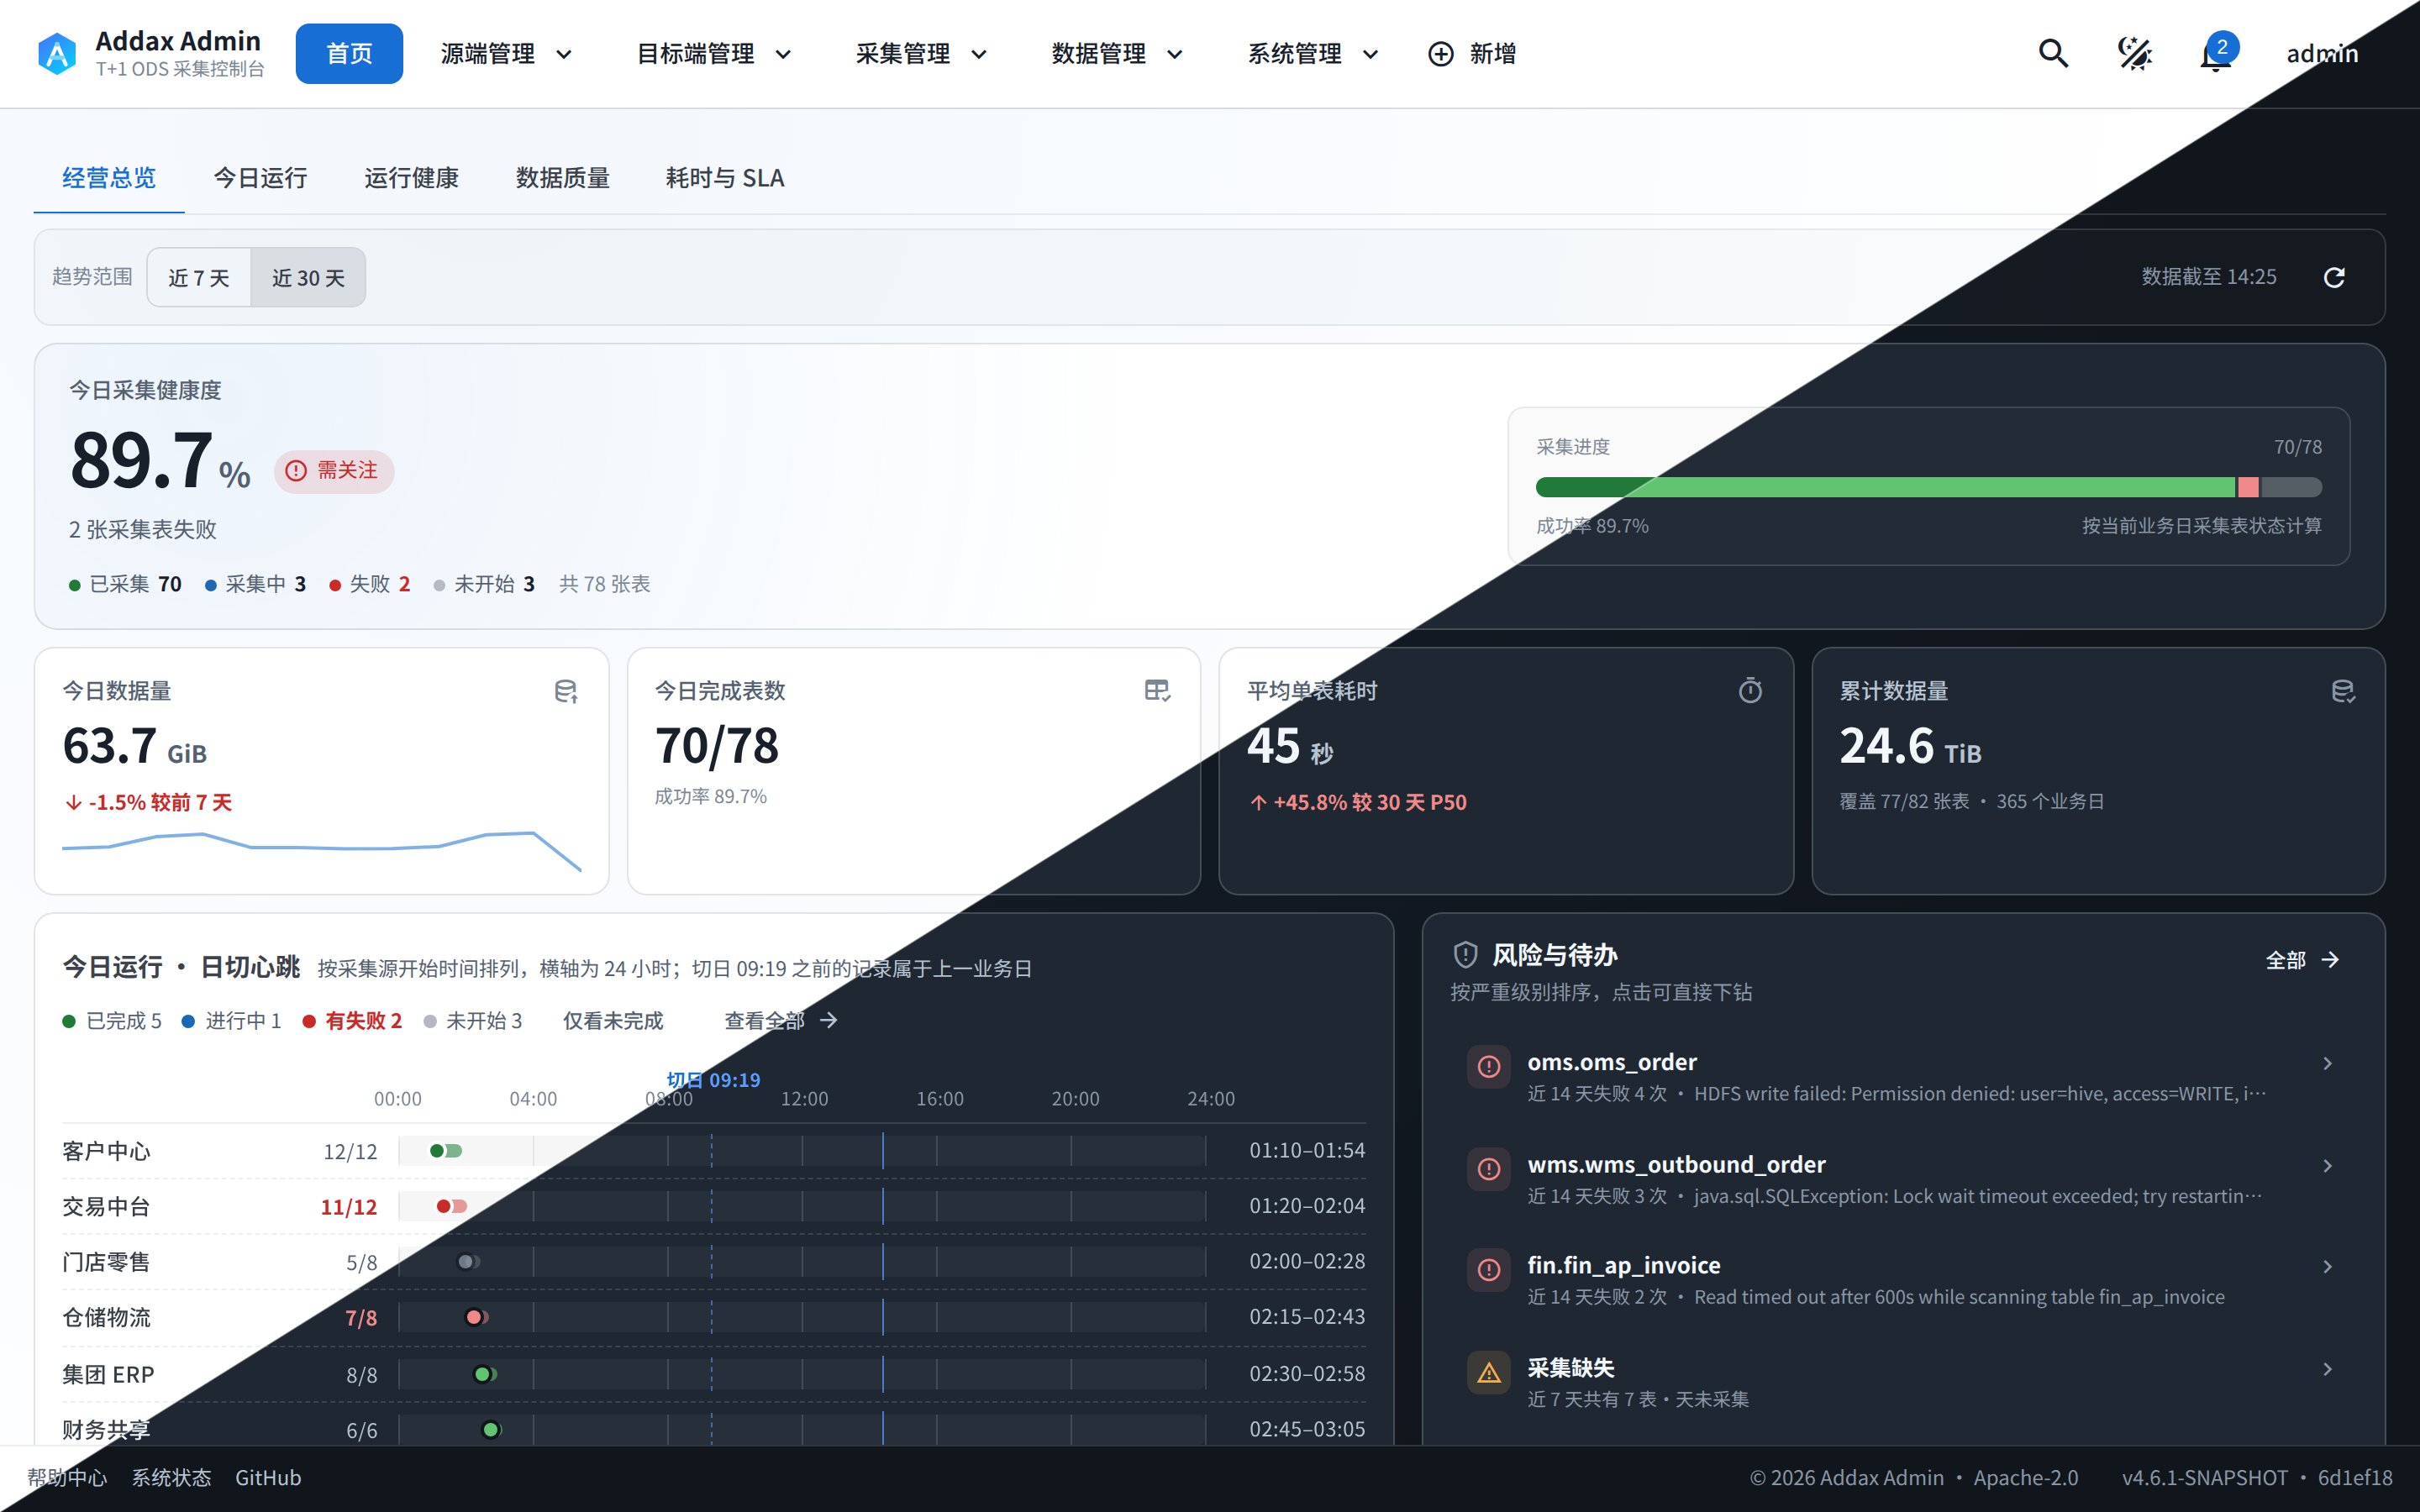 Addax Admin
T+1 ODS 采集控制台
首页
源端管理
目标端管理
采集管理
数据管理
系统管理
新增
2
admin
经营总览
今日运行
运行健康
数据质量
耗时与 SLA
趋势范围
近 7 天
近 30 天
数据截至 14:25
今日采集健康度
89.7 %
需关注
2 张采集表失败
已采集 70
采集中 3
失败 2
未开始 3
共 78 张表
采集进度
70/78
成功率 89.7%
按当前业务日采集表状态计算
今日数据量
63.7 GiB
-1.5% 较前 7 天
今日完成表数
70/78
成功率 89.7%
平均单表耗时
45 秒
+45.8% 较 30 天 P50
累计数据量
24.6 TiB
覆盖 77/82 张表 • 365 个业务日
今日运行 • 日切心跳
按采集源开始时间排列，横轴为 24 小时；切日 09:19 之前的记录属于上一业务日
已完成 5
进行中 1
有失败 2
未开始 3
仅看未完成
查看全部
切日 09:19
00:00 04:00 08:00 12:00 16:00 20:00 24:00
客户中心 12/12 01:10–01:54
交易中台 11/12 01:20–02:04
门店零售 5/8 02:00–02:28
仓储物流 7/8 02:15–02:43
集团 ERP 8/8 02:30–02:58
财务共享 6/6 02:45–03:05
风险与待办
全部
按严重级别排序，点击可直接下钻
oms.oms_order
近 14 天失败 4 次 • HDFS write failed: Permission denied: user=hive, access=WRITE, i…
wms.wms_outbound_order
近 14 天失败 3 次 • java.sql.SQLException: Lock wait timeout exceeded; try restartin…
fin.fin_ap_invoice
近 14 天失败 2 次 • Read timed out after 600s while scanning table fin_ap_invoice
采集缺失
近 7 天共有 7 表・天未采集
帮助中心
系统状态
GitHub
© 2026 Addax Admin • Apache-2.0
v4.6.1-SNAPSHOT • 6d1ef18